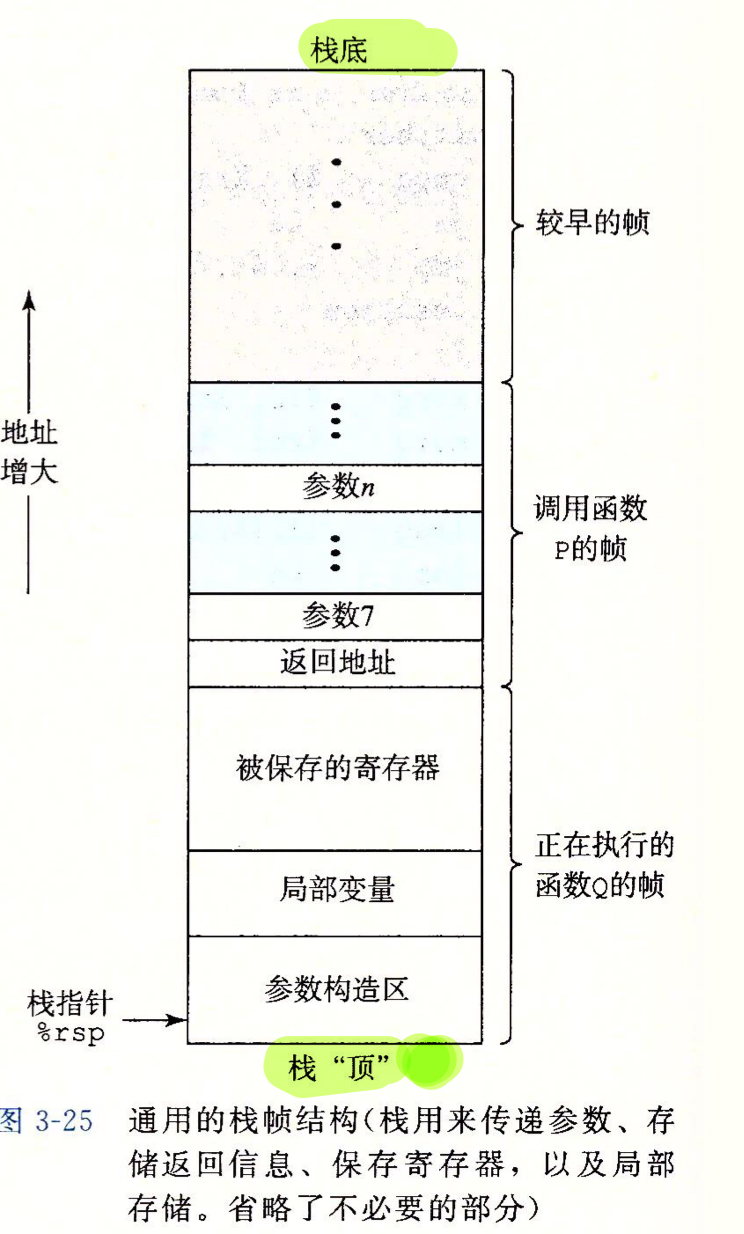 栈底
较早的帧
地址
增大
参数n
调用函数
P的帧
参数7
返回地址
被保存的寄存器
正在执行的
函数Q的帧
局部变量
参数构造区
栈指针
%rsp
栈“顶”
图 3-25 通用的栈帧结构(栈用来传递参数、存
储返回信息、保存寄存器，以及局部
存储。省略了不必要的部分)